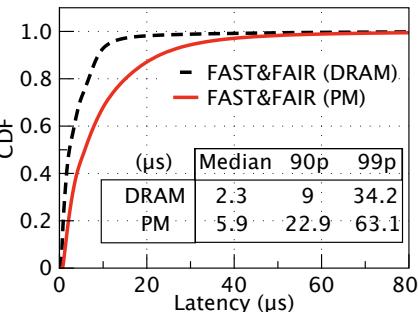 1.0
0.8
0.6
0.4
0.2
0
CDF
FAST&FAIR (DRAM)
FAST&FAIR (PM)
(µs) Median 90p 99p
DRAM 2.3 9 34.2
PM 5.9 22.9 63.1
0 20 40 60 80
Latency (µs)